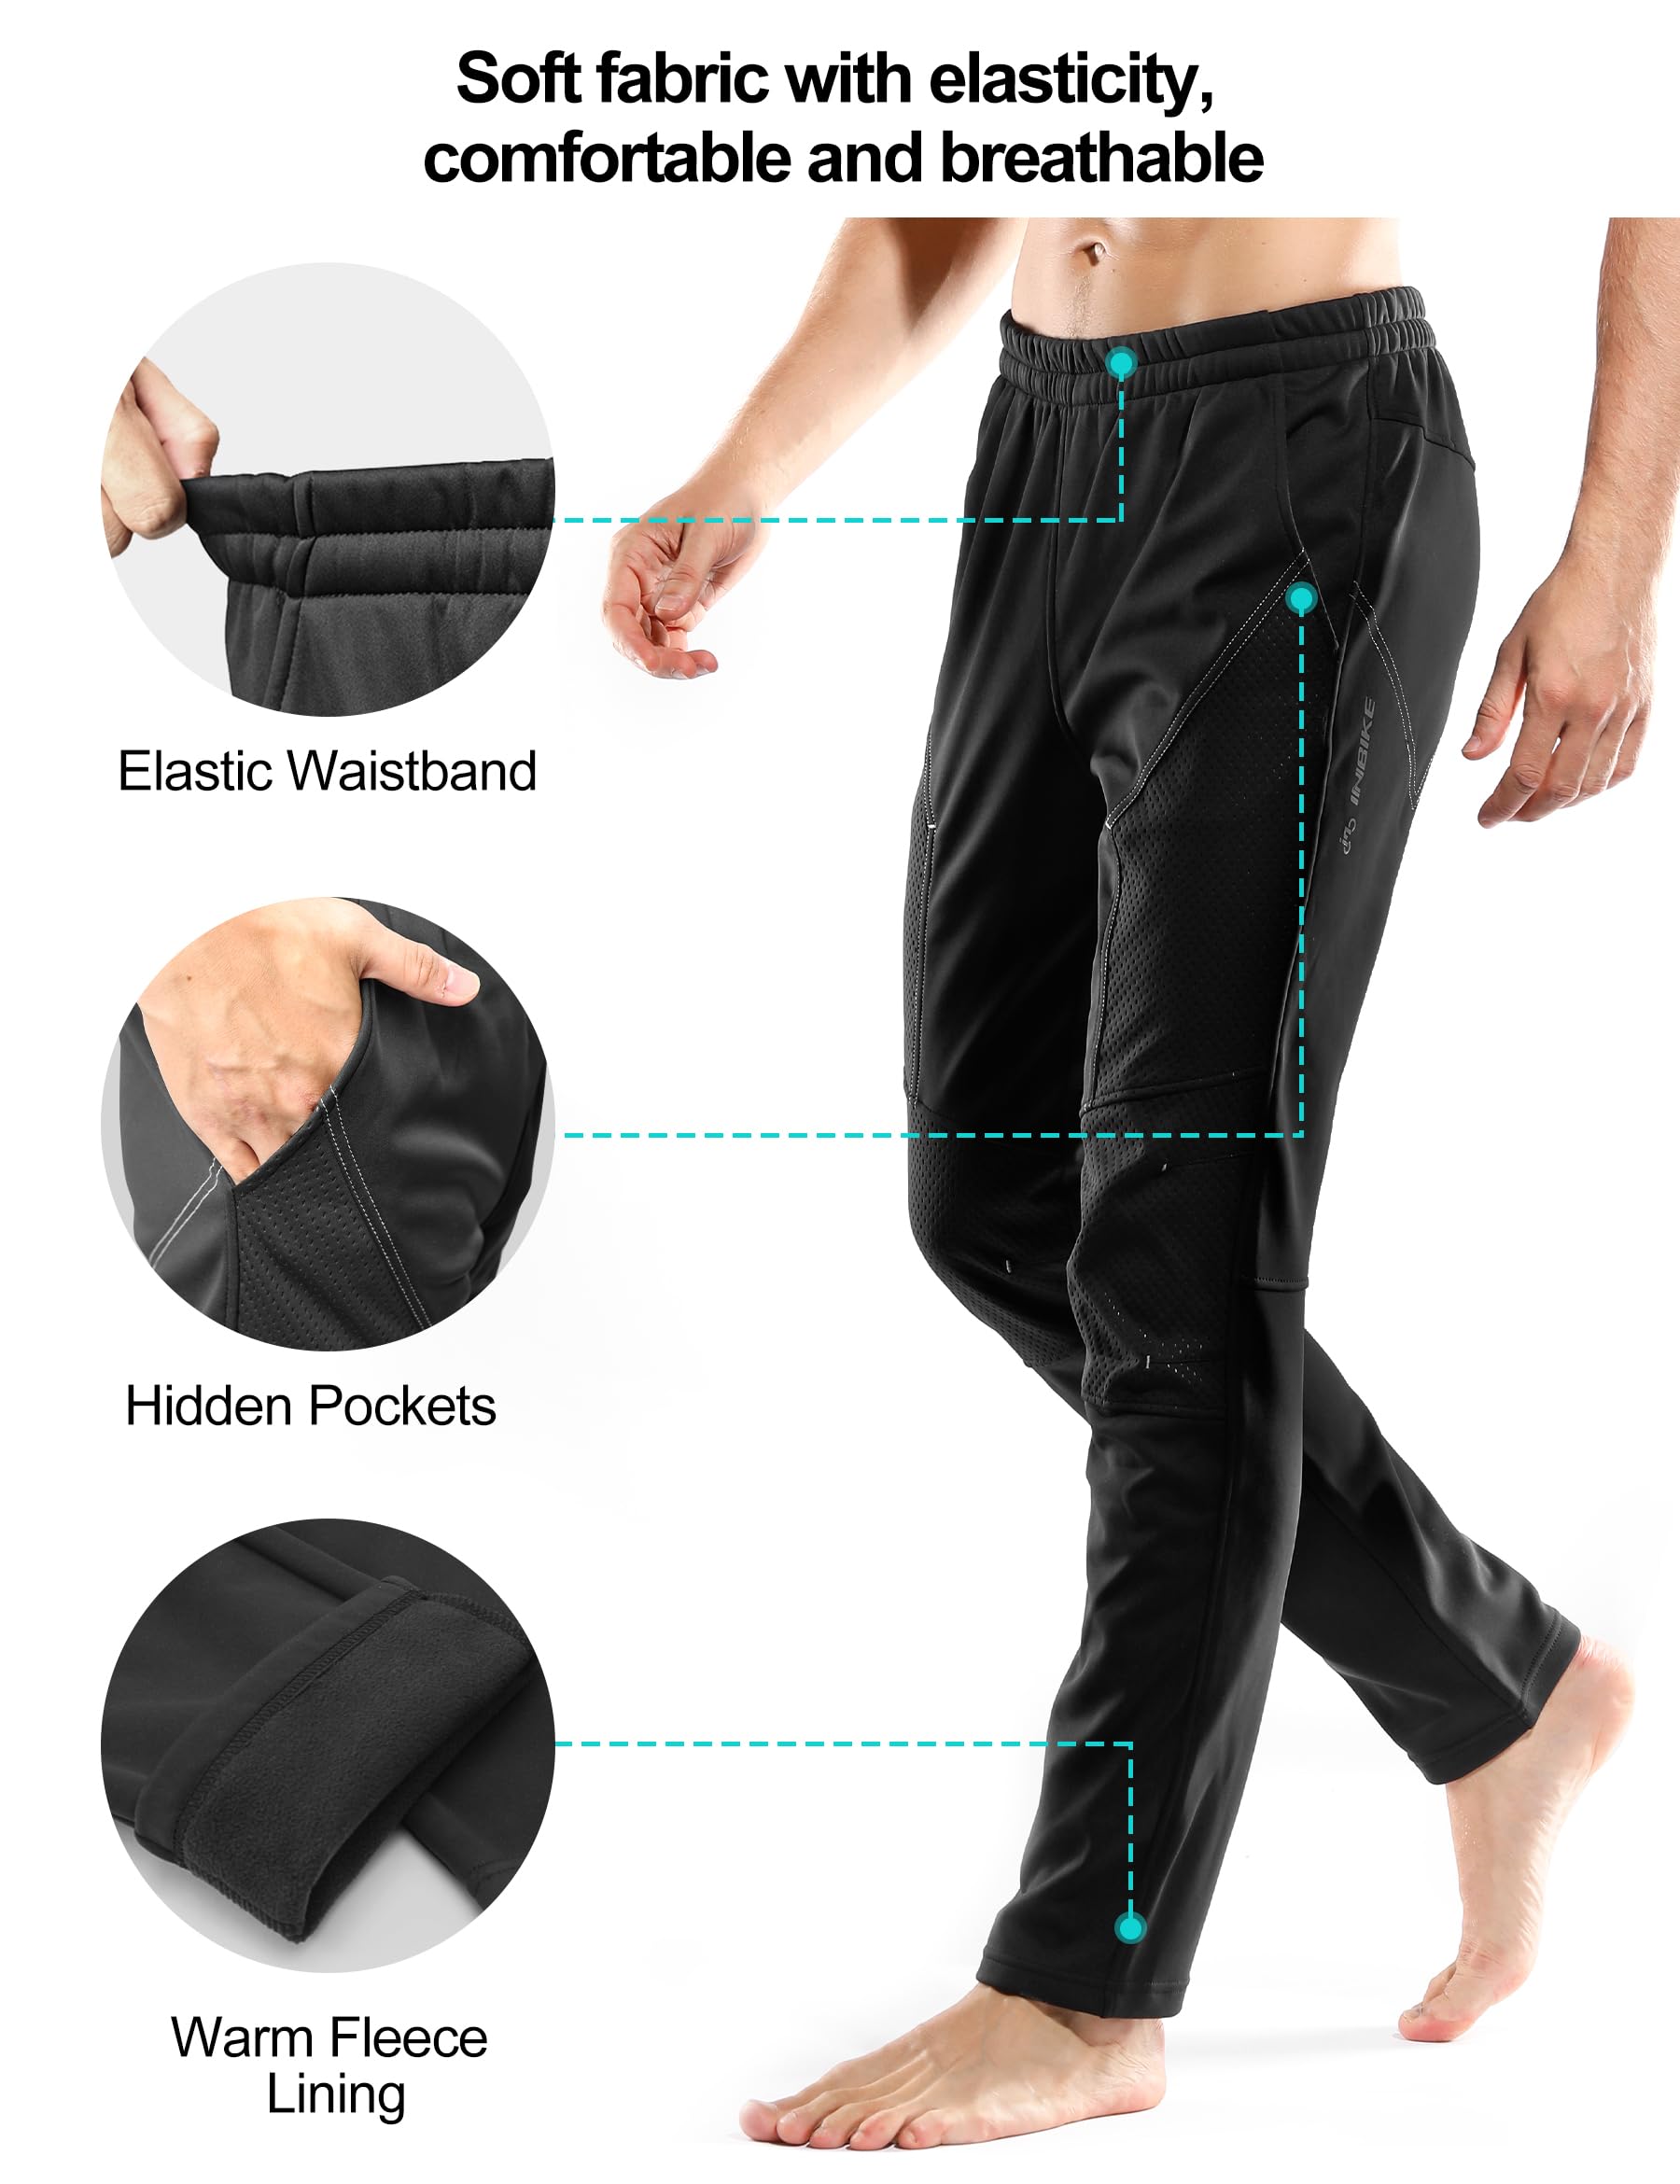 Soft fabric with elasticity,
comfortable and breathable
Elastic Waistband
INBIKE
Hidden Pockets
Warm Fleece
Lining